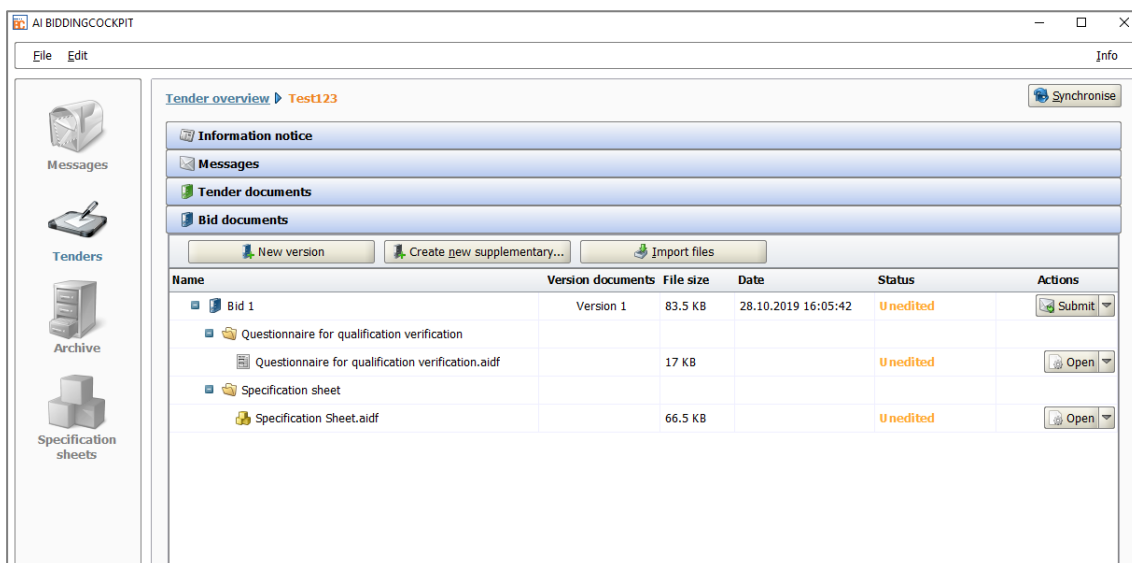 AI BIDDINGCOCKPIT
File Edit Info
Tender overview Test123 Synchronise
Information notice
Messages
Messages
Tender documents
Bid documents
New version Create new supplementary... Import files
Tenders
Name Version documents File size Date Status Actions
Bid 1 Version 1 83.5 KB 28.10.2019 16:05:42 Unedited Submit
Questionnaire for qualification verification
Archive
Questionnaire for qualification verification.aidf 17 KB Unedited Open
Specification sheet
Specification Sheet.aidf 66.5 KB Unedited Open
Specification
sheets